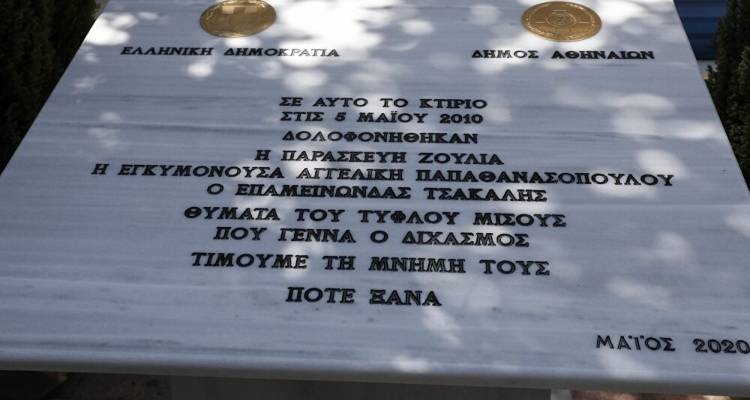 ΕΛΛΗΝΙΚΗ ΔΗΜΟΚΡΑΤΙΑ
ΔΗΜΟΣ ΑΘΗΝΑΙΩΝ
ΣΕ ΑΥΤΟ ΤΟ ΚΤΙΡΙΟ
ΣΤΙΣ 5 ΜΑΪΟΥ 2010
ΔΟΛΟΦΟΝΗΘΗΚΑΝ
Η ΠΑΡΑΣΚΕΥΗ ΖΟΥΛΙΑ
Η ΕΓΚΥΜΟΝΟΥΣΑ ΑΓΓΕΛΙΚΗ ΠΑΠΑΘΑΝΑΣΟΠΟΥΛΟΥ
Ο ΕΠΑΜΕΙΝΩΝΔΑΣ ΤΣΑΚΑΛΗΣ
ΘΥΜΑΤΑ ΤΟΥ ΤΥΦΛΟΥ ΜΙΣΟΥΣ
ΠΟΥ ΓΕΝΝΑ Ο ΔΙΧΑΣΜΟΣ
ΤΙΜΟΥΜΕ ΤΗ ΜΝΗΜΗ ΤΟΥΣ
ΠΟΤΕ ΞΑΝΑ
ΜΑΪΟΣ 2020